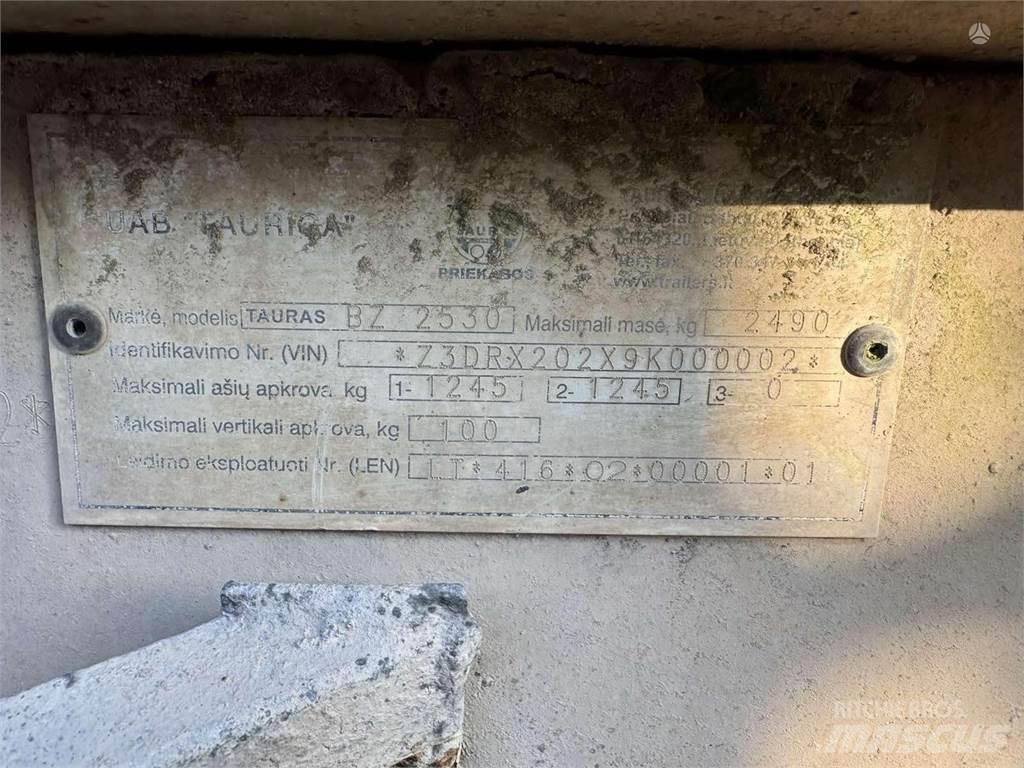 UAB "TAURIGA"
PRIEKABOS
www.trailers.lt
Markė, modelis TAURAS BZ 2530 Maksimali masė, kg 2490
Identifikavimo Nr. (VIN) *Z3DRX202X9K000002*
Maksimali ašių apkrova kg 1- 1245 2- 1245 3- 0
Maksimali vertikali apkrova, kg 100
Leidimo eksploatuoti Nr. (LEN) LT*416*02*00001*01
2*
RITCHIE BROS.
mascus